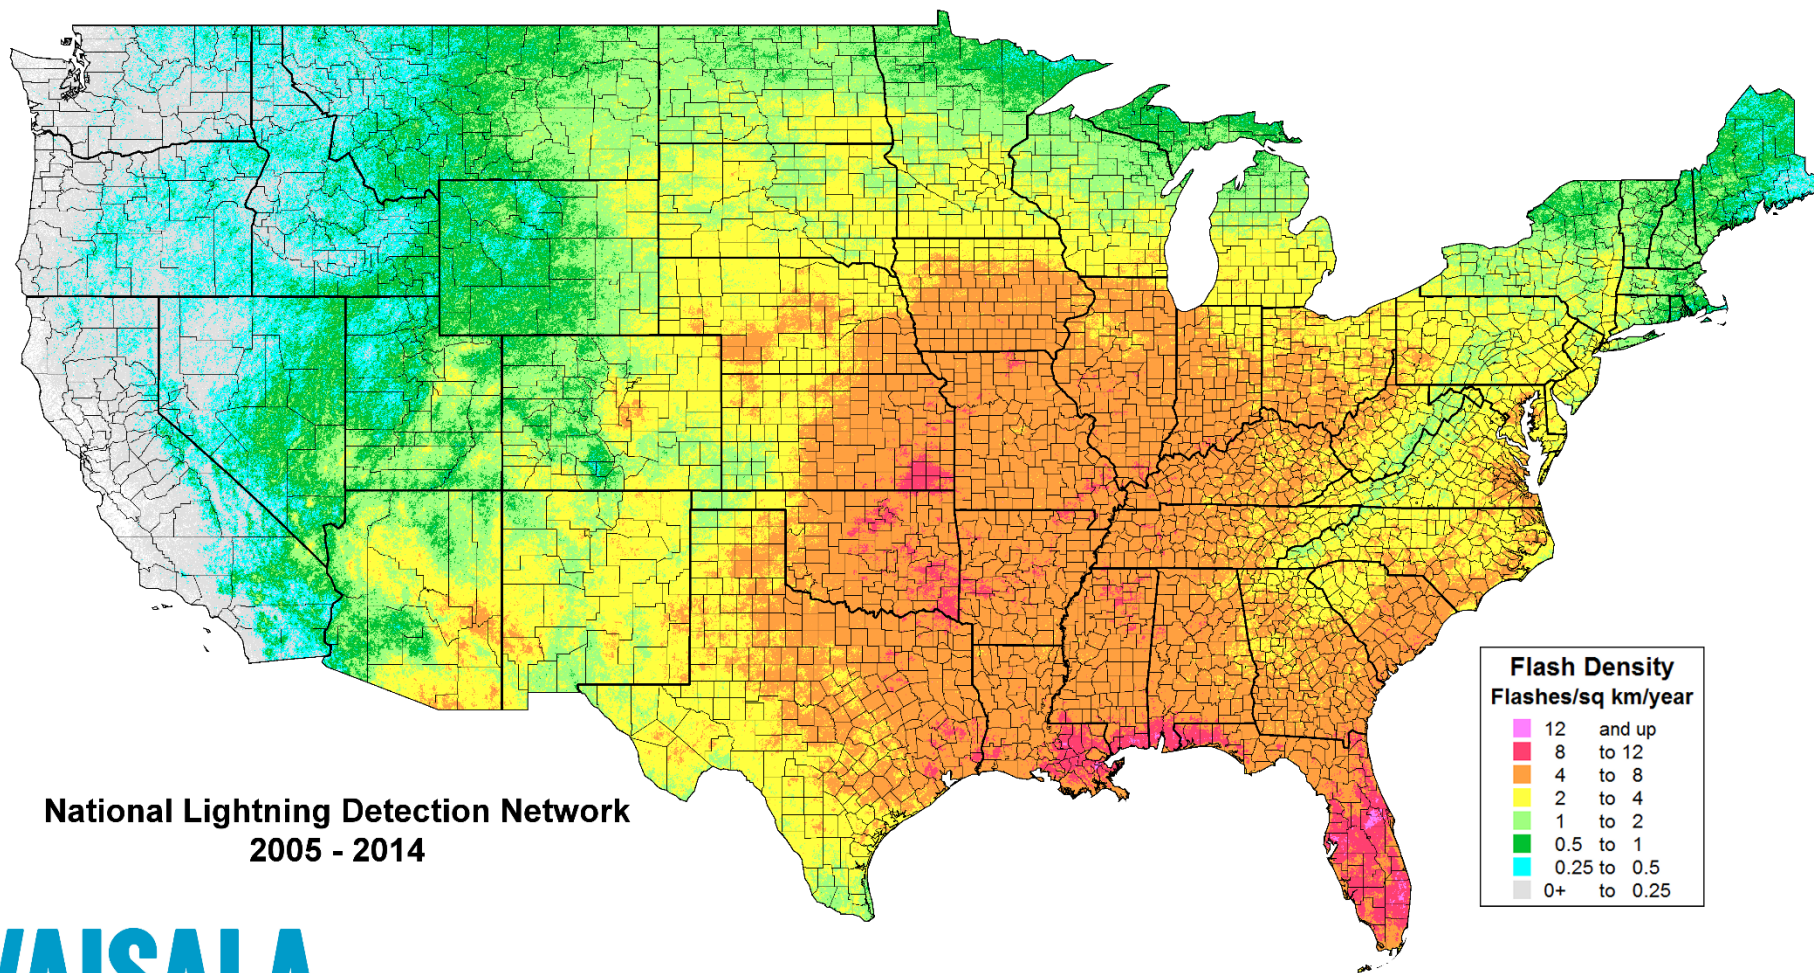 National Lightning Detection Network
2005 - 2014
Flash Density
Flashes/sq km/year
12 and up
8 to 12
4 to 8
2 to 4
1 to 2
0.5 to 1
0.25 to 0.5
0+ to 0.25
VAISALA